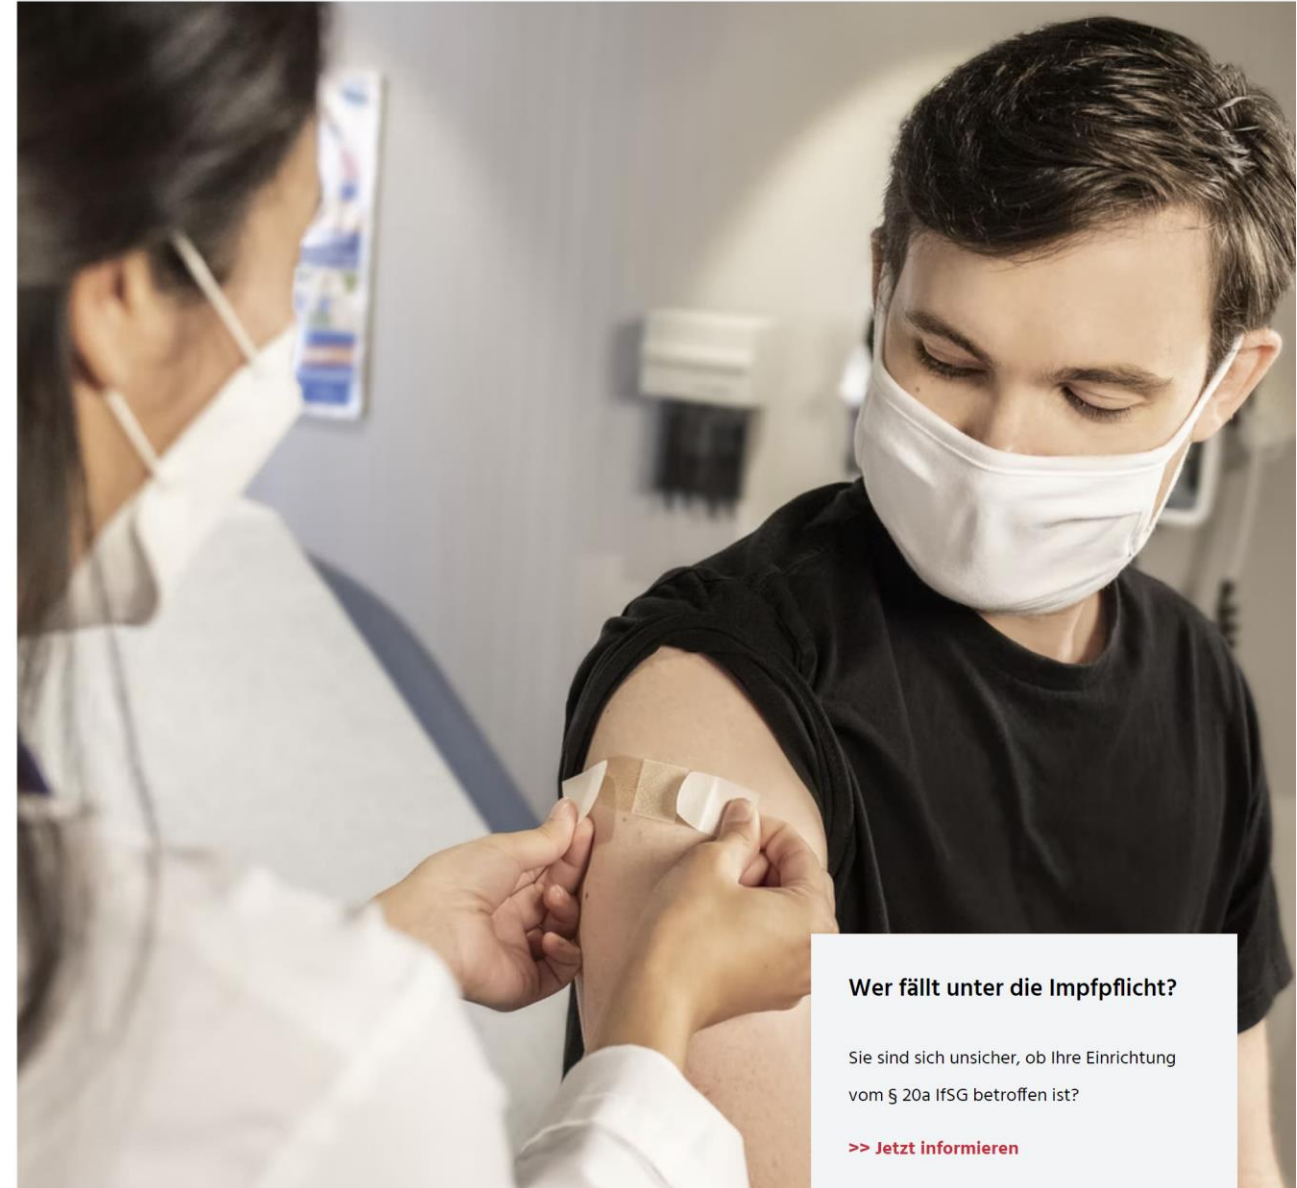 Wer fällt unter die Impfpflicht?
Sie sind sich unsicher, ob Ihre Einrichtung
vom § 20a IfSG betroffen ist?
>> Jetzt informieren